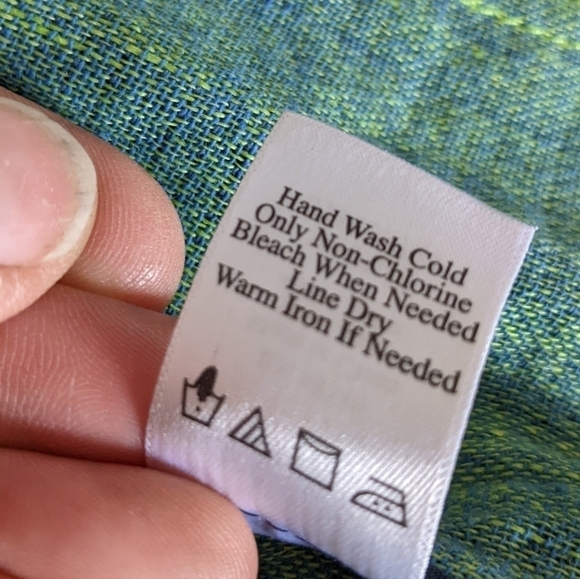 Hand Wash Cold
Only Non-Chlorine
Bleach When Needed
Line Dry
Warm Iron If Needed